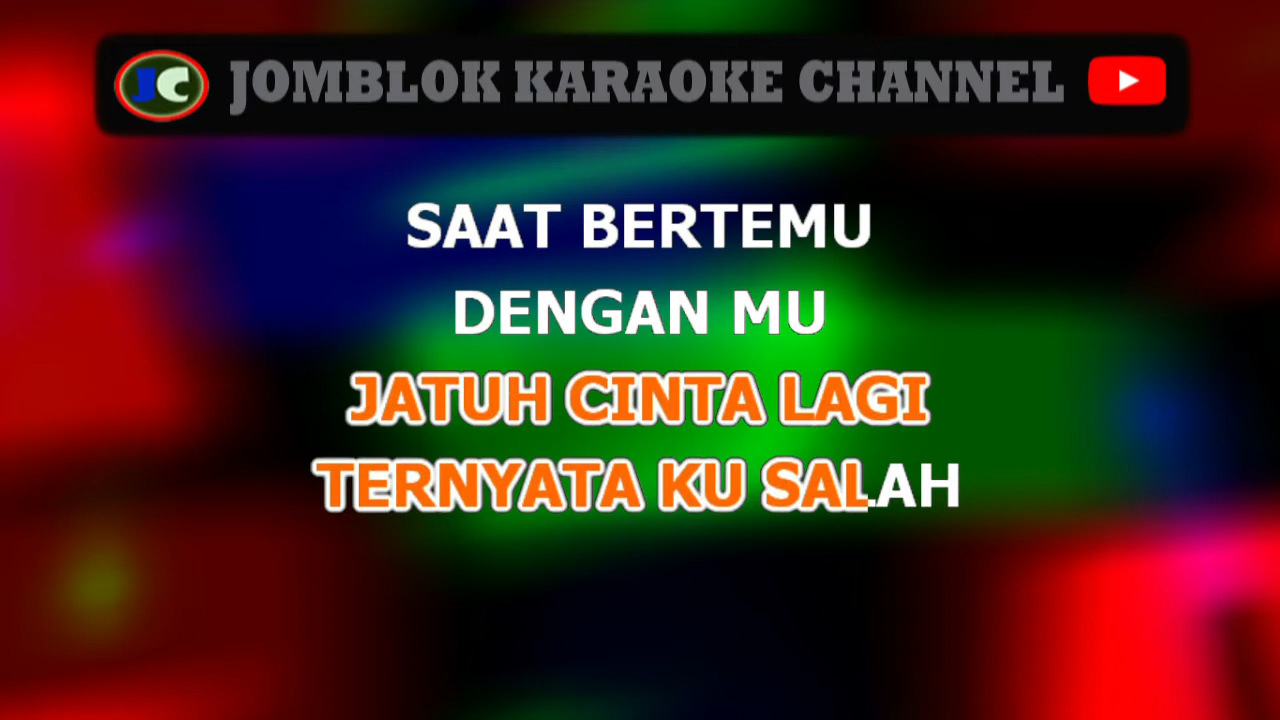 JC JOMBLOK KARAOKE CHANNEL
SAAT BERTEMU
DENGAN MU
JATUH CINTA LAGI
TERNYATA KU SALAH